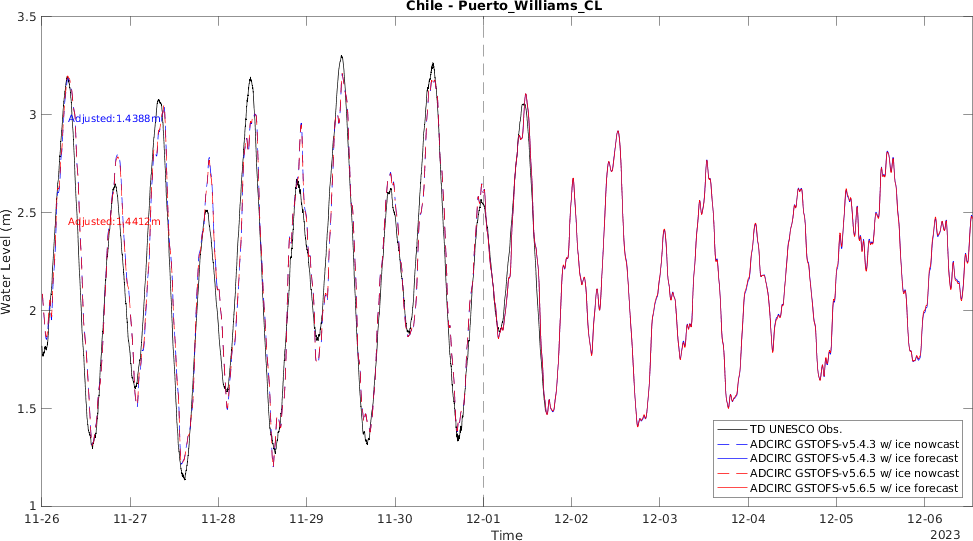 Chile - Puerto_Williams_CL
3.5
3
2.5
2
1.5
1
Water Level (m)
Adjusted:1.4388m
Adjusted:1.4412m
TD UNESCO Obs.
ADCIRC GSTOFS-v5.4.3 w/ ice nowcast
ADCIRC GSTOFS-v5.4.3 w/ ice forecast
ADCIRC GSTOFS-v5.6.5 w/ ice nowcast
ADCIRC GSTOFS-v5.6.5 w/ ice forecast
11-26 11-27 11-28 11-29 11-30 12-01 12-02 12-03 12-04 12-05 12-06
Time
2023